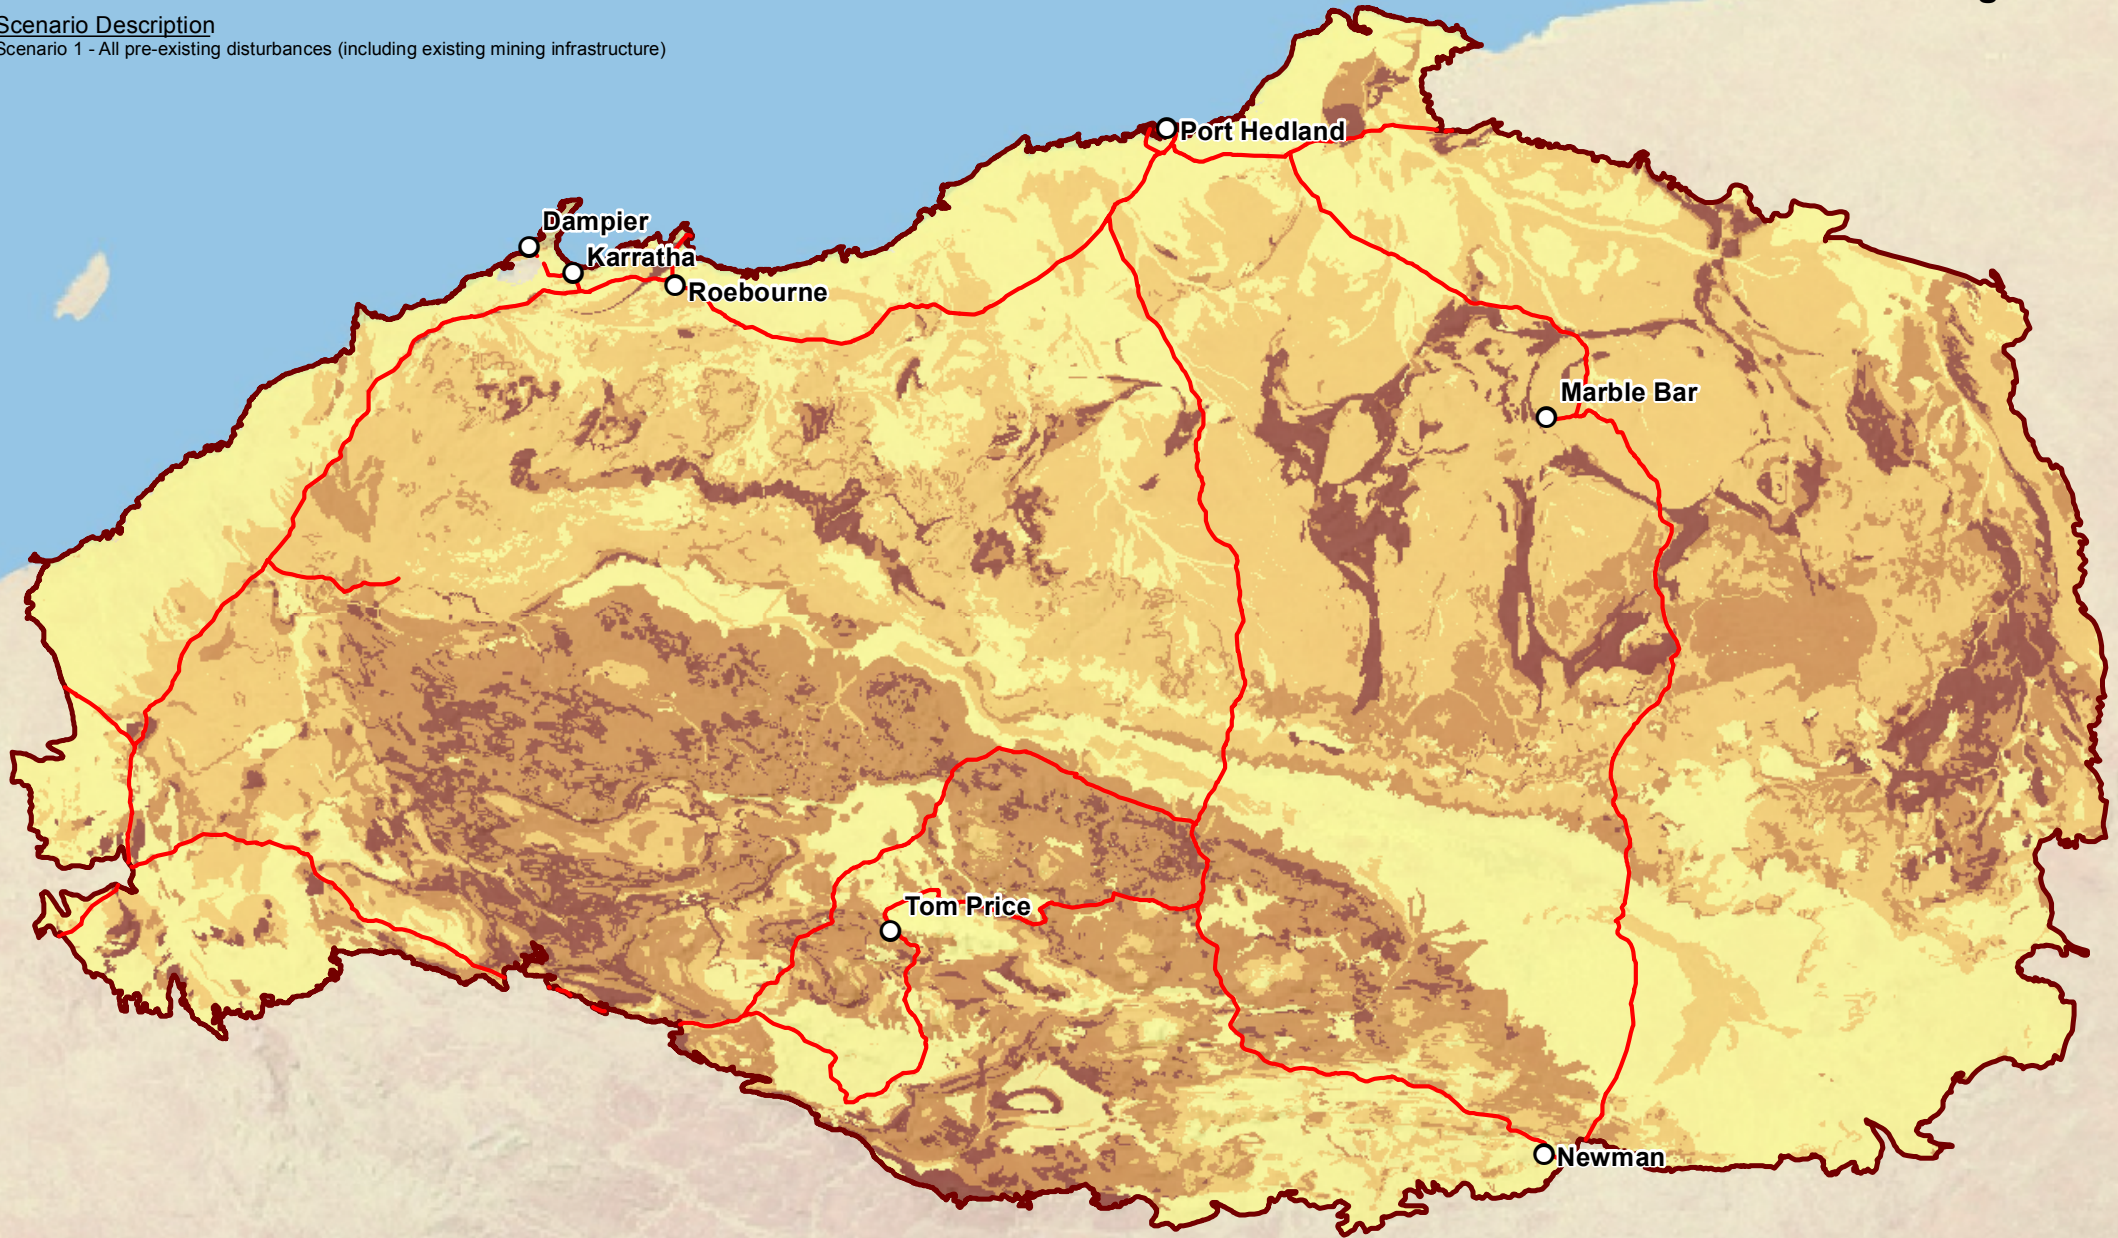 Scenario Description
Scenario 1 - All pre-existing disturbances (including existing mining infrastructure)
Port Hedland
Dampier
Karratha
Roebourne
Marble Bar
Tom Price
Newman